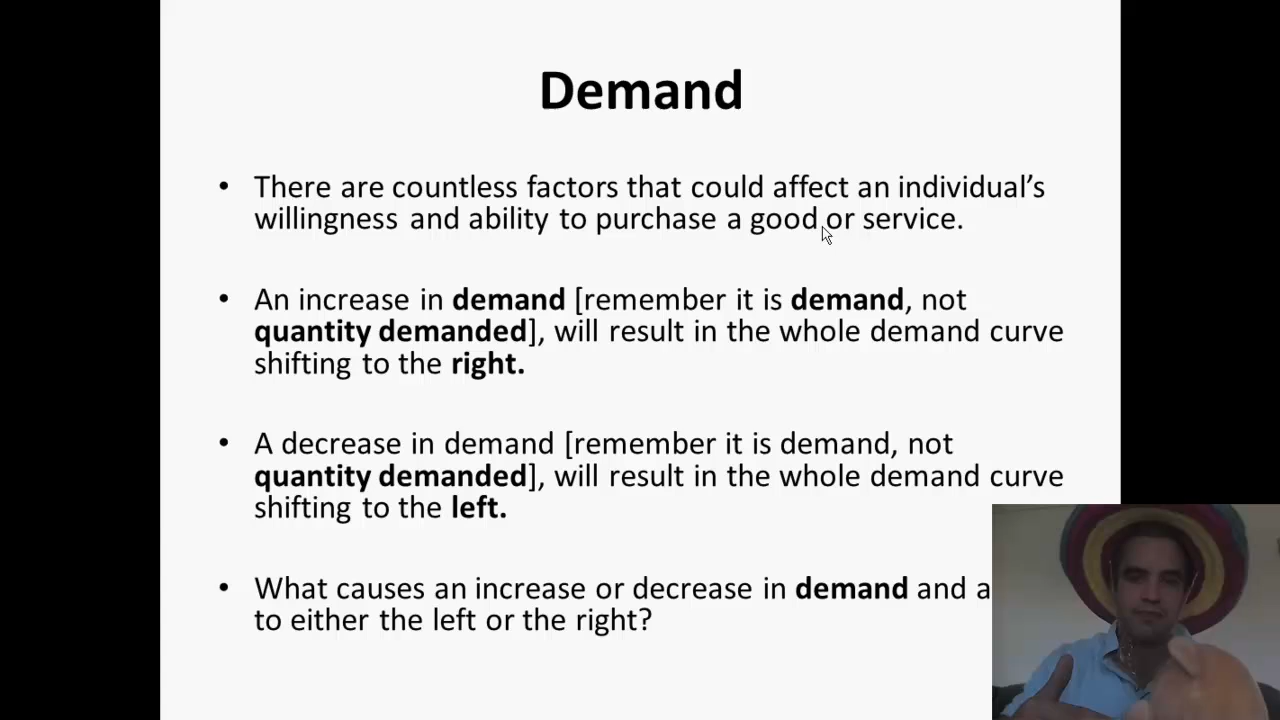 Demand
• There are countless factors that could affect an individual’s
willingness and ability to purchase a good or service.
• An increase in demand [remember it is demand, not
quantity demanded], will result in the whole demand curve
shifting to the right.
• A decrease in demand [remember it is demand, not
quantity demanded], will result in the whole demand curve
shifting to the left.
• What causes an increase or decrease in demand and a
to either the left or the right?